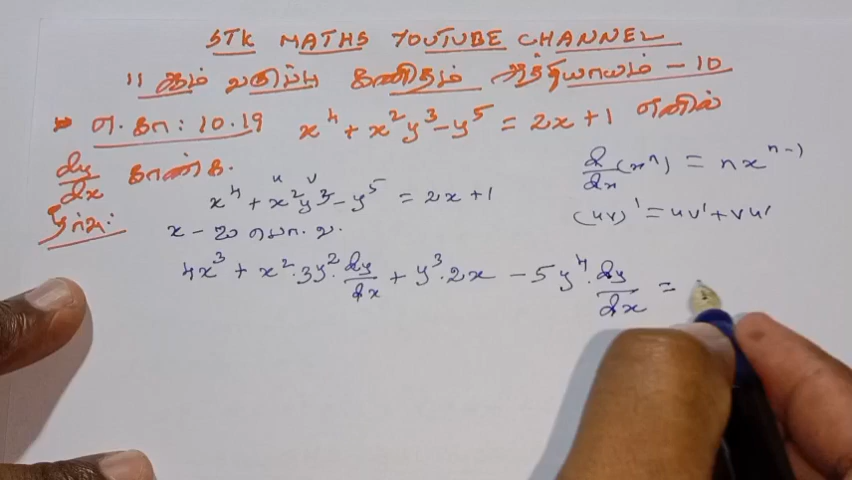 STK MATHS YOUTUBE CHANNEL
11 ஆம் வகுப்பு கணிதம் அத்தியாயம் - 10
எ.கா : 10.19 x⁴ + x²y³ - y⁵ = 2x + 1 எனில்
dy/dx காண்க.
d/dx (xⁿ) = nxⁿ⁻¹
தீர்வு:
u v
x⁴ + x²y³ - y⁵ = 2x + 1
(uv)' = uv' + vu'
x - ஐ பொ. வ.
4x³ + x²·3y²·dy/dx + y³·2x - 5y⁴·dy/dx =